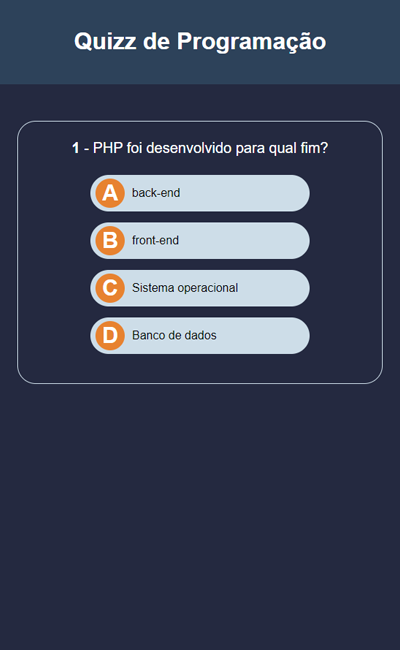 Quizz de Programação
1 - PHP foi desenvolvido para qual fim?
A back-end
B front-end
C Sistema operacional
D Banco de dados